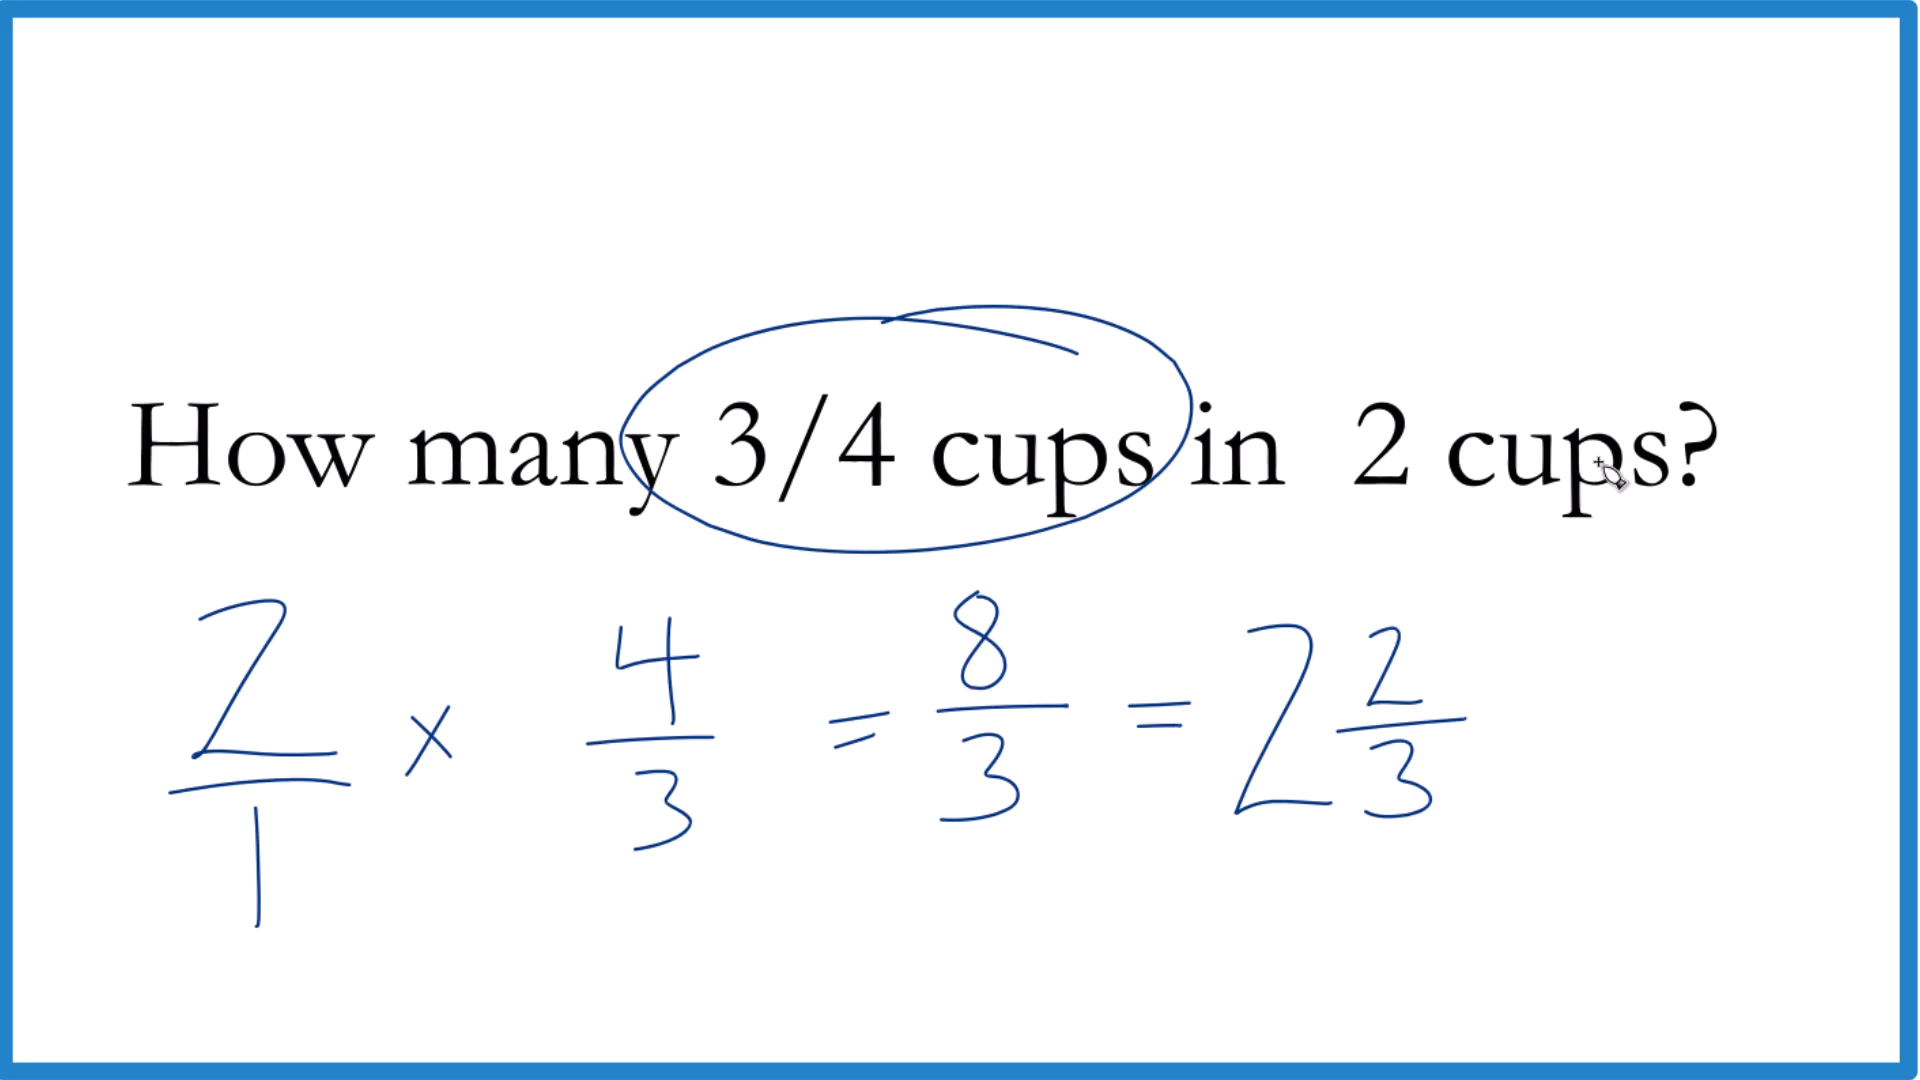 How many 3/4 cups in 2 cups?
2/1 × 4/3 = 8/3 = 2 2/3